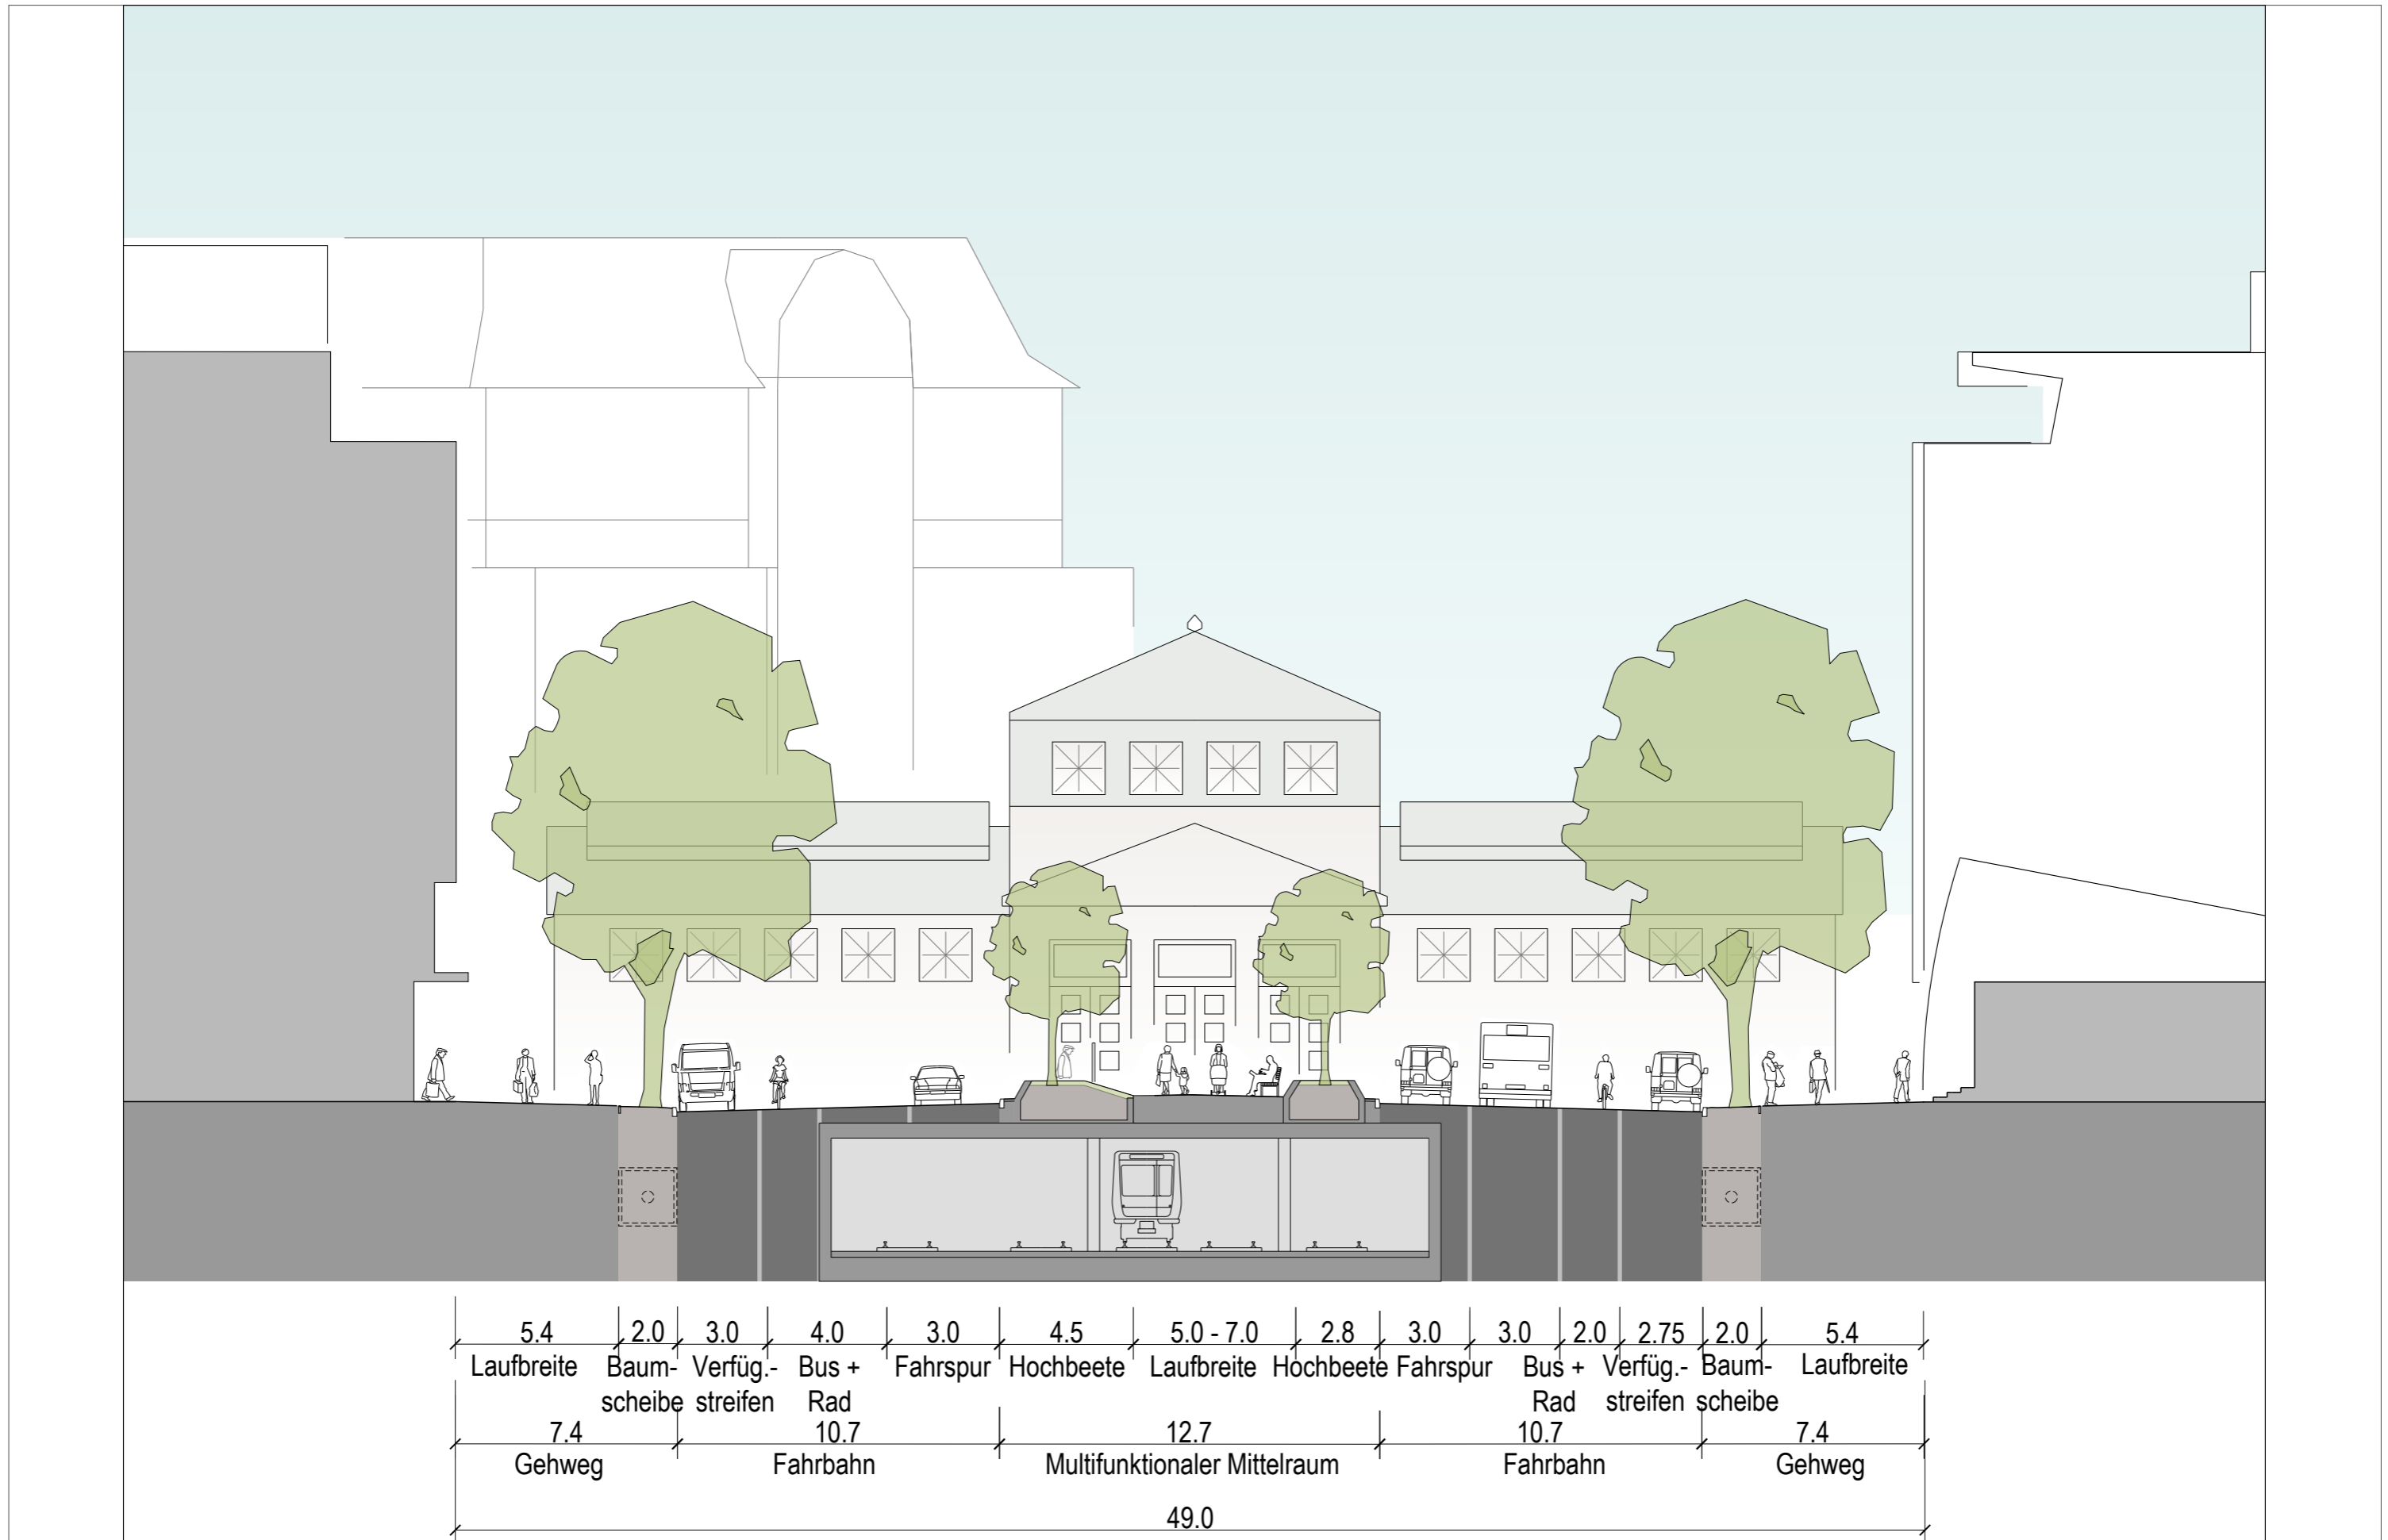 5.4 2.0 3.0 4.0 3.0 4.5 5.0 - 7.0 2.8 3.0 3.0 2.0 2.75 2.0 5.4
Laufbreite Baum- Verfüg.- Bus + Fahrspur Hochbeete Laufbreite Hochbeete Fahrspur Bus + Verfüg.- Baum- Laufbreite
scheibe streifen Rad Rad streifen scheibe
7.4 10.7 12.7 10.7 7.4
Gehweg Fahrbahn Multifunktionaler Mittelraum Fahrbahn Gehweg
49.0